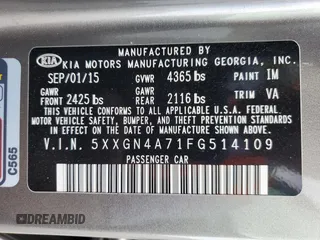 KIA KIA MOTORS MANUFACTURING GEORGIA, INC.
SEP/01/15 GVWR 4365 lbs PAINT IM
GAWR FRONT 2425 lbs GAWR REAR 2116 lbs TRIM VA
THIS VEHICLE CONFORMS TO ALL APPLICABLE
FEDERAL MOTOR VEHICLE SAFETY, BUMPER, AND THEFT
PREVENTION STANDARDS IN EFFECT ON THE DATE OF
MANUFACTURE SHOWN ABOVE.
V.I.N. 5XXGN4A71FG514109
PASSENGER CAR
C565
DREAMBID